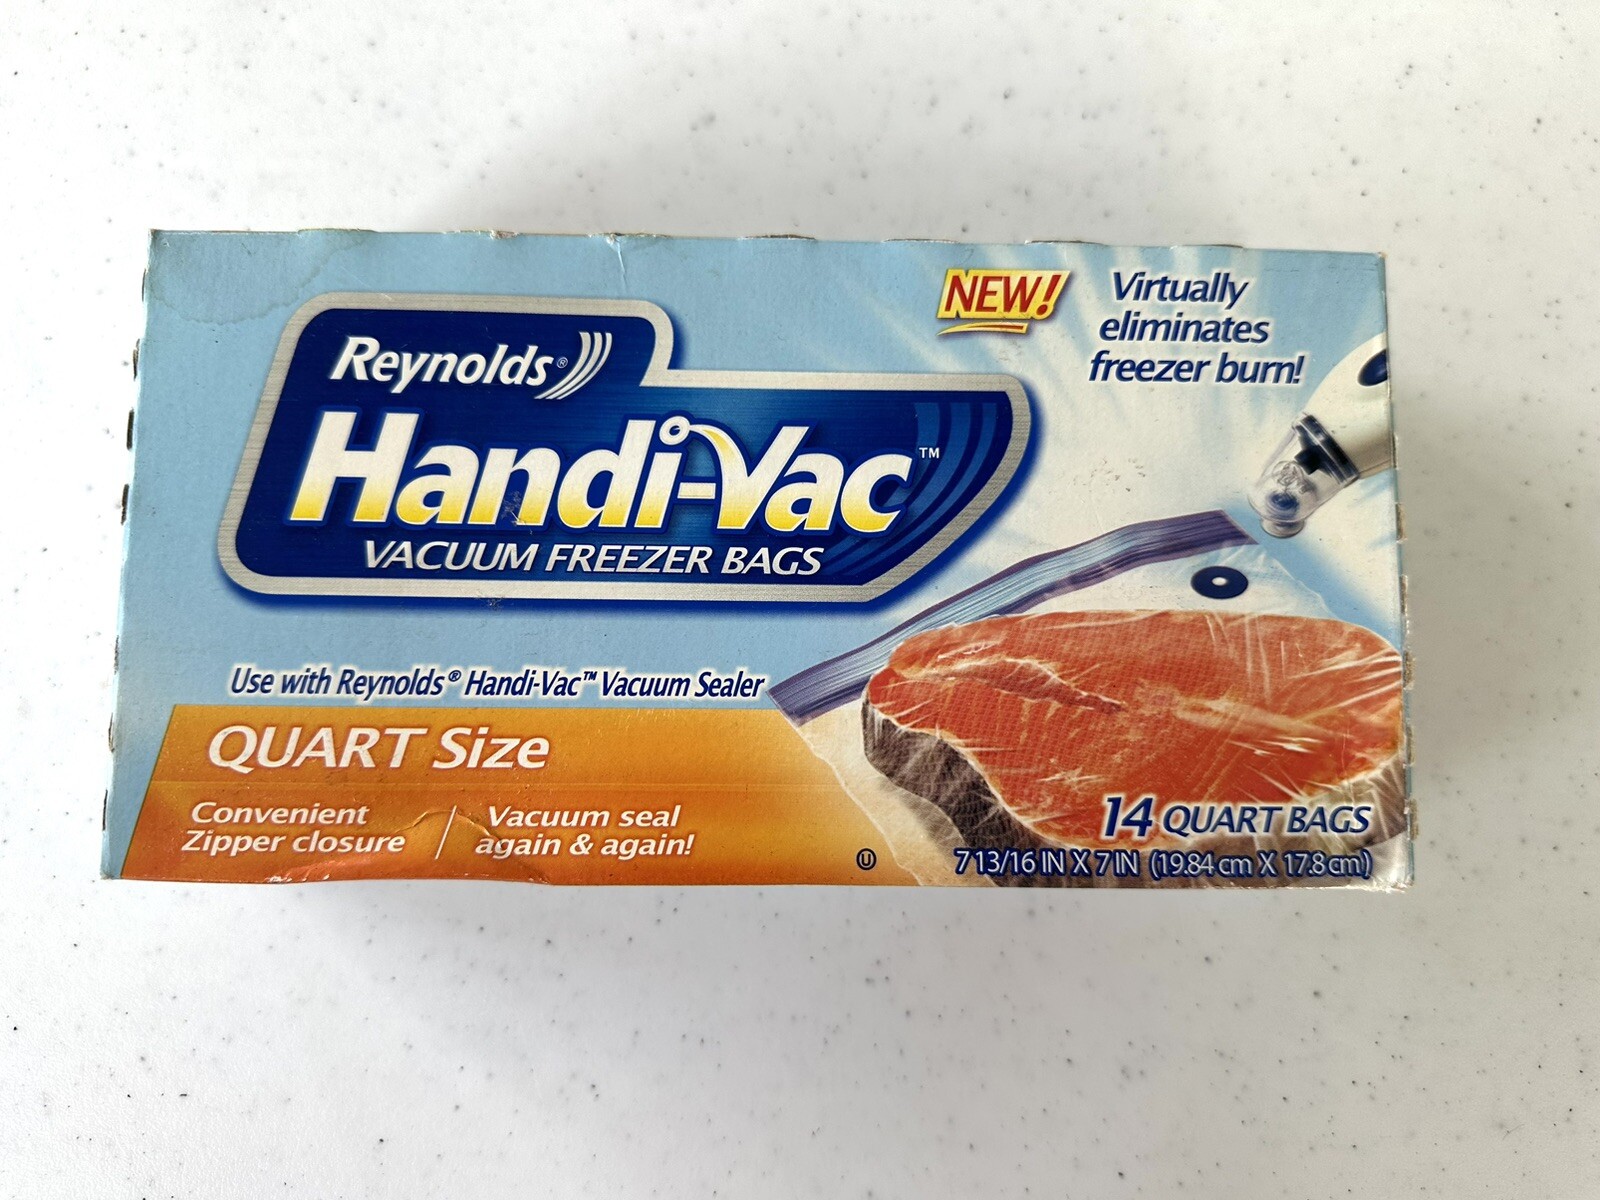 Reynolds®
Handi-Vac™
VACUUM FREEZER BAGS
NEW!
Virtually
eliminates
freezer burn!
Use with Reynolds® Handi-Vac™ Vacuum Sealer
QUART Size
Convenient
Zipper closure
Vacuum seal
again & again!
U
14 QUART BAGS
7 13/16 IN X 7 IN (19.84 cm X 17.8 cm)